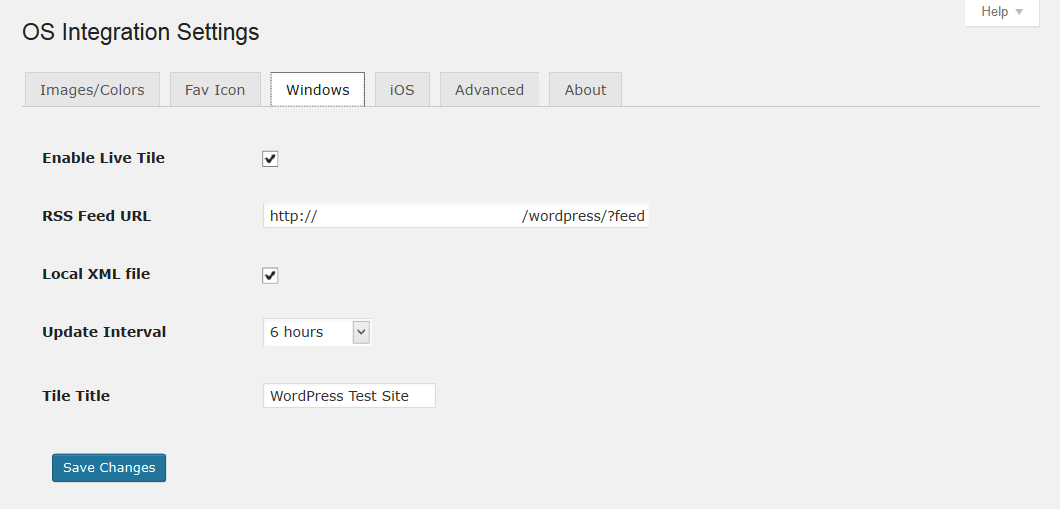 Help
OS Integration Settings
Images/Colors Fav Icon Windows iOS Advanced About
Enable Live Tile
RSS Feed URL http:// /wordpress/?feed
Local XML file
Update Interval 6 hours
Tile Title WordPress Test Site
Save Changes